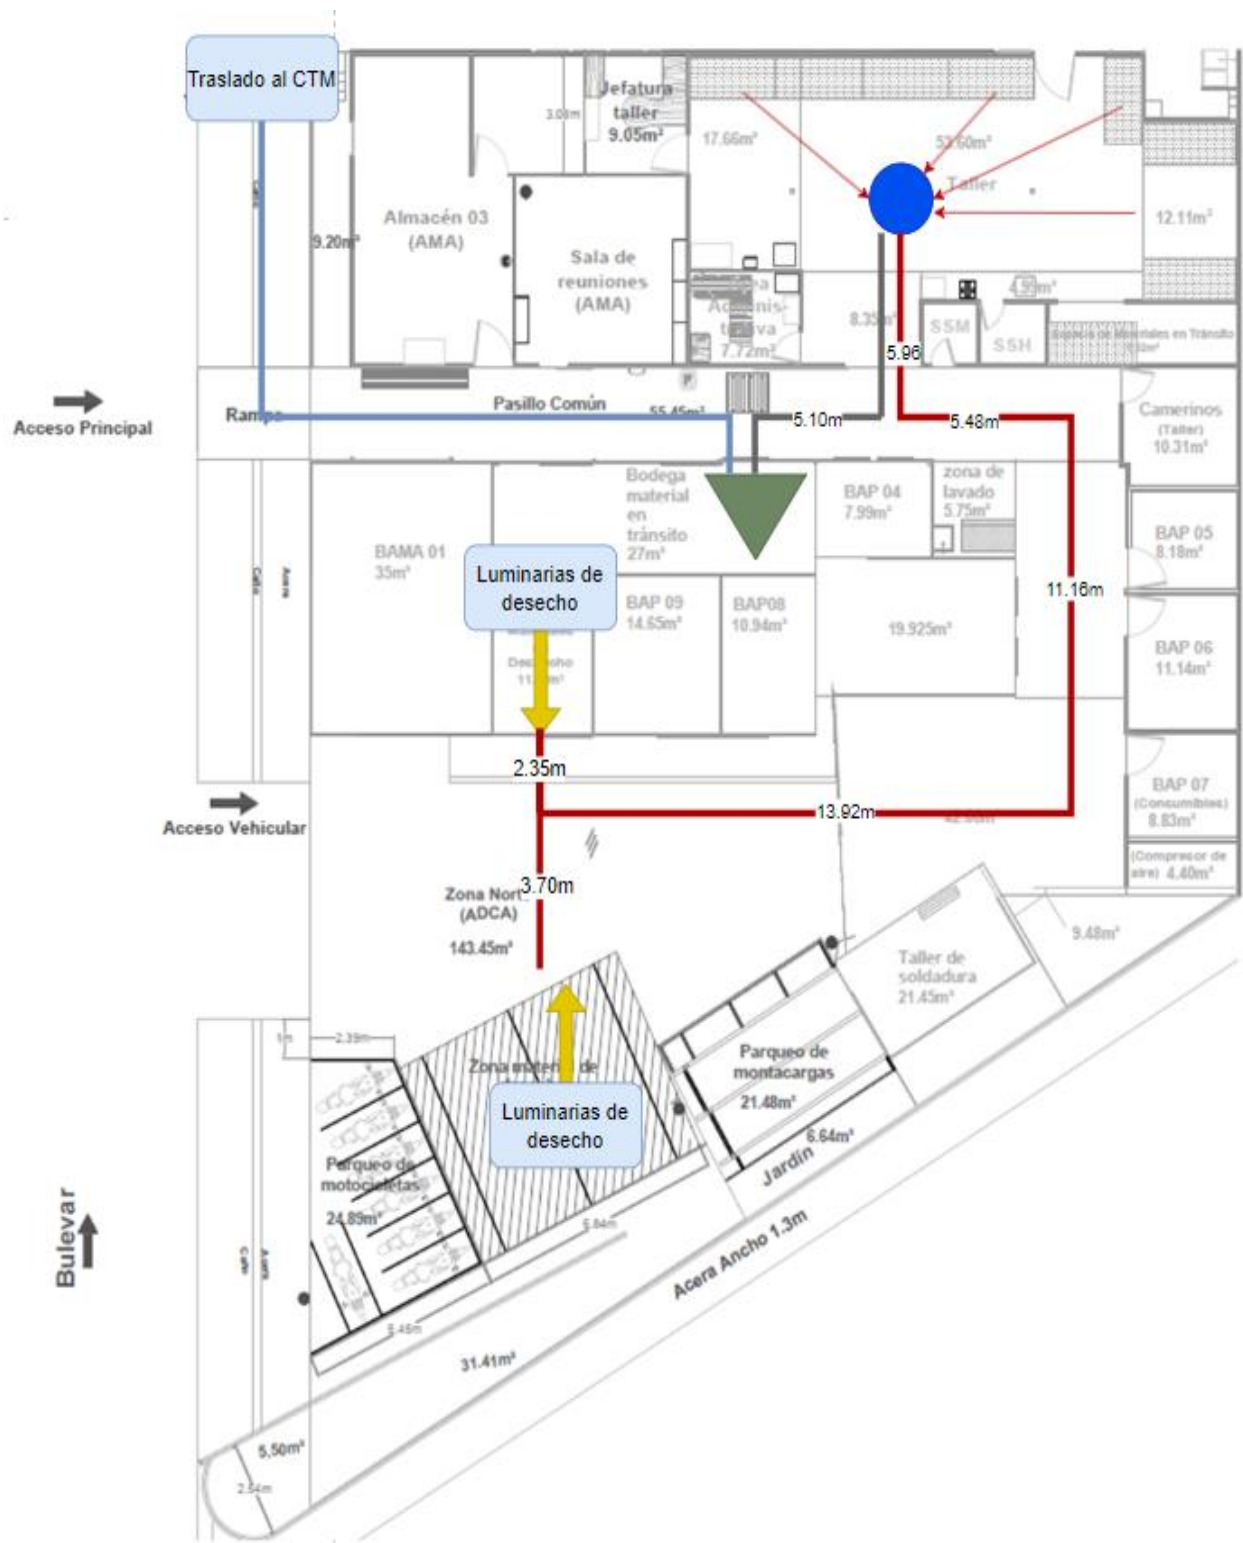 Traslado al CTM
Jefatura
taller
9.05m²
17.66m²
53.60m²
Taller
12.11m²
Almacén 03
(AMA)
9.20m²
Sala de
reuniones
(AMA)
7.72m²
8.35m²
4.99m²
SSM
SSH
5.96
Acceso Principal
Rampa
Pasillo Común
55.45m²
5.10m
5.48m
Camerinos
(Taller)
10.31m²
Bodega
material
en
tránsito
27m²
BAP 04
7.99m²
zona de
lavado
5.75m²
BAP 05
8.18m²
BAMA 01
35m²
Luminarias de
desecho
BAP 09
14.65m²
BAP08
10.94m²
19.925m²
11.16m
BAP 06
11.14m²
2.35m
Acceso Vehicular
13.92m
BAP 07
(Consumibles)
8.83m²
(Compresor de
aire) 4.40m²
3.70m
Zona Nort
(ADCA)
143.45m²
9.48m²
Taller de
soldadura
21.45m²
2.39m
Zona material de
Luminarias de
desecho
Parqueo de
montacargas
21.48m²
6.64m²
Jardín
Parqueo de
motocicletas
24.89m²
Bulevar
Acera Ancho 1.3m
31.41m²
5,50m²